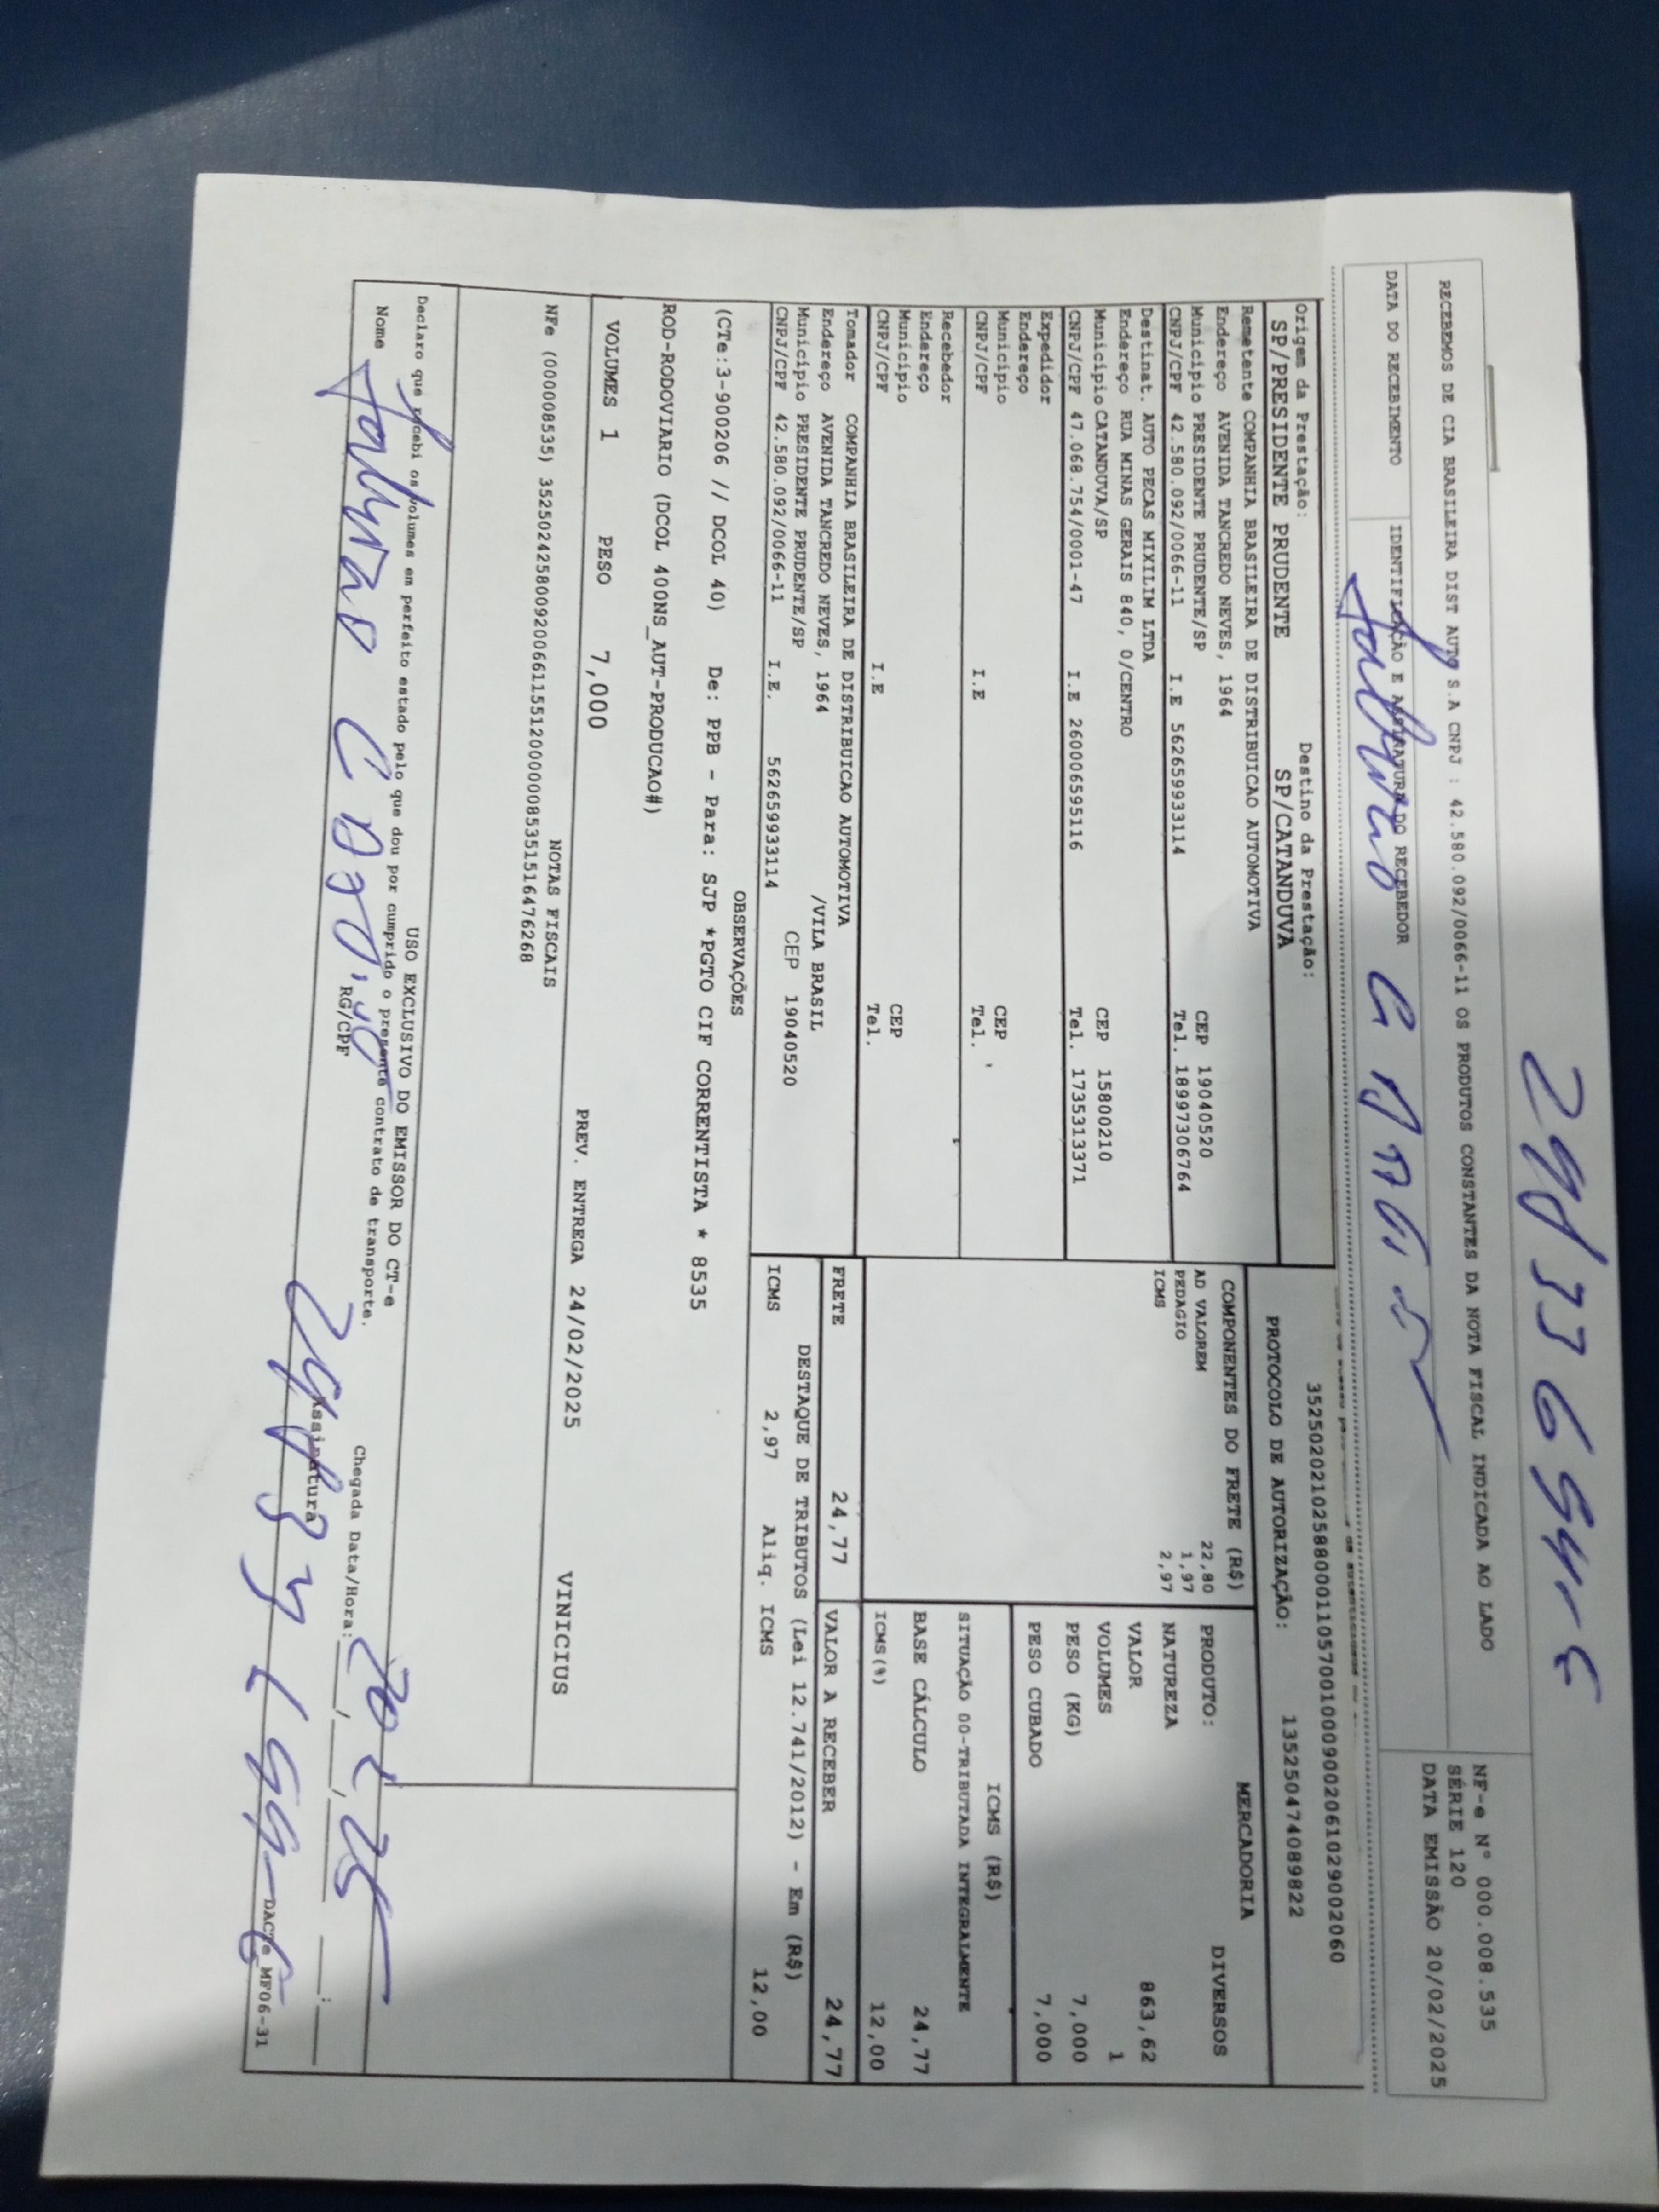 RECEBEMOS DE CIA BRASILEIRA DIST AUTO S.A CNPJ : 42.580.092/0066-11 OS PRODUTOS CONSTANTES DA NOTA FISCAL INDICADA AO LADO
NF-e N° 000.008.535
SÉRIE 120
DATA EMISSÃO 20/02/2025
DATA DO RECEBIMENTO
IDENTIFICAÇÃO E ASSINATURA DO RECEBEDOR
Origem da Prestação: Destino da Prestação:
SP/PRESIDENTE PRUDENTE SP/CATANDUVA
35250202102588000110570010009002061029002060
PROTOCOLO DE AUTORIZAÇÃO: 135250474089822
Remetente COMPANHIA BRASILEIRA DE DISTRIBUICAO AUTOMOTIVA
Endereço AVENIDA TANCREDO NEVES, 1964
Município PRESIDENTE PRUDENTE/SP CEP 19040520
CNPJ/CPF 42.580.092/0066-11 I.E 562659933114 Tel. 18997306764
Destinat. AUTO PECAS MIXILIM LTDA
Endereço RUA MINAS GERAIS 840, 0/CENTRO
Município CATANDUVA/SP CEP 15800210
CNPJ/CPF 47.068.754/0001-47 I.E 260006595116 Tel. 1735313371
Expedidor
Endereço
Município CEP
CNPJ/CPF I.E Tel.
Recebedor
Endereço
Município CEP
CNPJ/CPF I.E Tel.
Tomador COMPANHIA BRASILEIRA DE DISTRIBUICAO AUTOMOTIVA
Endereço AVENIDA TANCREDO NEVES, 1964 /VILA BRASIL
Município PRESIDENTE PRUDENTE/SP CEP 19040520
CNPJ/CPF 42.580.092/0066-11 I.E. 562659933114
COMPONENTES DO FRETE (R$)
AD VALOREM 22,80
PEDAGIO 1,97
ICMS 2,97
FRETE 24,77
MERCADORIA
PRODUTO: DIVERSOS
NATUREZA
VALOR 863,62
VOLUMES 1
PESO (KG) 7,000
PESO CUBADO 7,000
ICMS (R$)
SITUAÇÃO 00-TRIBUTADA INTEGRALMENTE
BASE CÁLCULO 24,77
ICMS(%) 12,00
VALOR A RECEBER 24,77
DESTAQUE DE TRIBUTOS (Lei 12.741/2012) - Em (R$)
ICMS 2,97 Aliq. ICMS 12,00
OBSERVAÇÕES
(CTe:3-900206 // DCOL 40) De: PPB - Para: SJP *PGTO CIF CORRENTISTA * 8535
ROD-RODOVIARIO (DCOL 400NS_AUT-PRODUCAO#)
VOLUMES 1 PESO 7,000 PREV. ENTREGA 24/02/2025 VINICIUS
NOTAS FISCAIS
NFe (000008535) 35250242580092006611551200000085351516476268
USO EXCLUSIVO DO EMISSOR DO CT-e
Declaro que recebi os volumes em perfeito estado pelo que dou por cumprido o presente contrato de transporte.
Chegada Data/Hora: __/__/__ __:__
Nome RG/CPF Assinatura
DACTe MF06-31